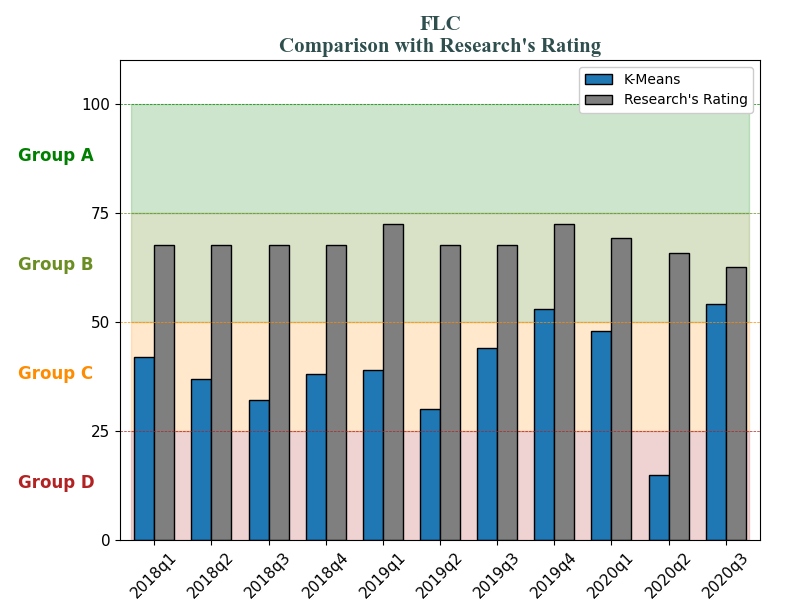 FLC
Comparison with Research's Rating
K-Means
Research's Rating
100
Group A
75
Group B
50
Group C
25
Group D
0
2018q1
2018q2
2018q3
2018q4
2019q1
2019q2
2019q3
2019q4
2020q1
2020q2
2020q3